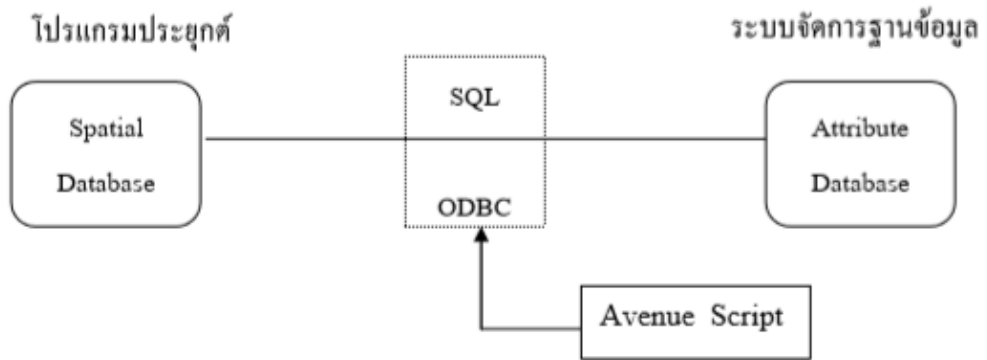 โปรแกรมประยุกต์
ระบบจัดการฐานข้อมูล
Spatial
Database
SQL
ODBC
Attribute
Database
Avenue Script